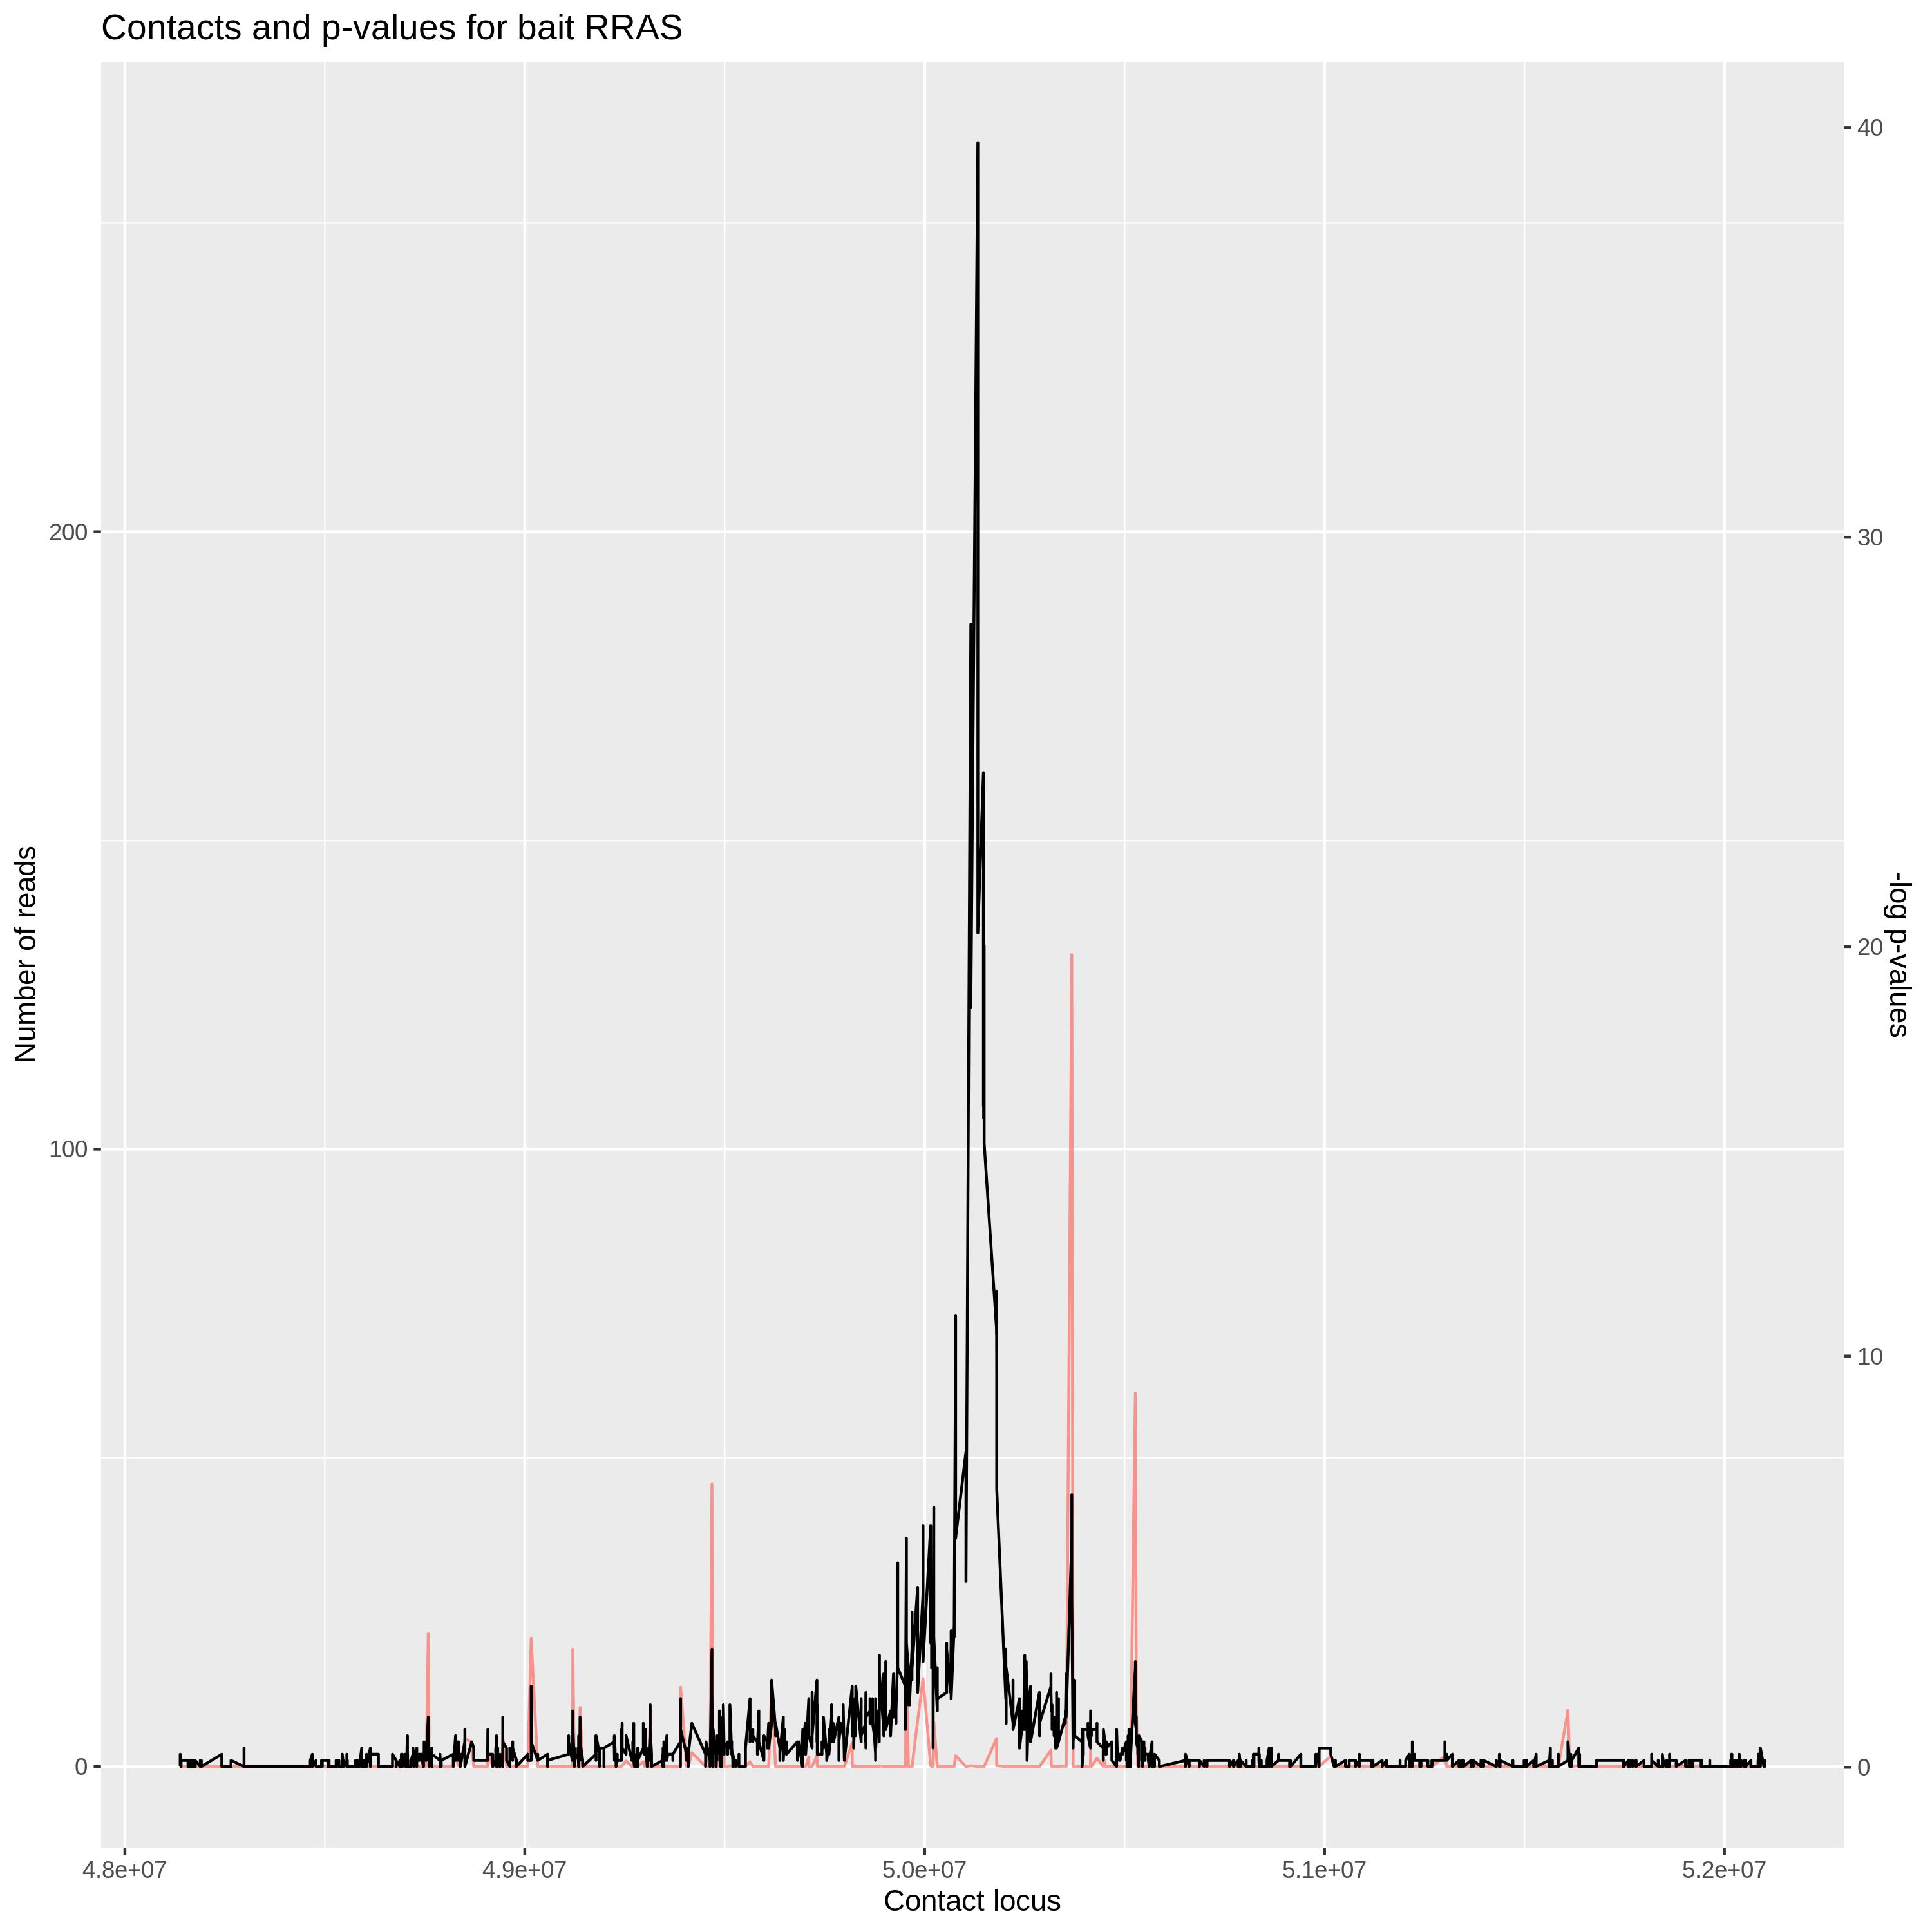 Contacts and p-values for bait RRAS
Number of reads
200
100
0
40
30
20
10
0
-log p-values
4.8e+07
4.9e+07
5.0e+07
5.1e+07
5.2e+07
Contact locus